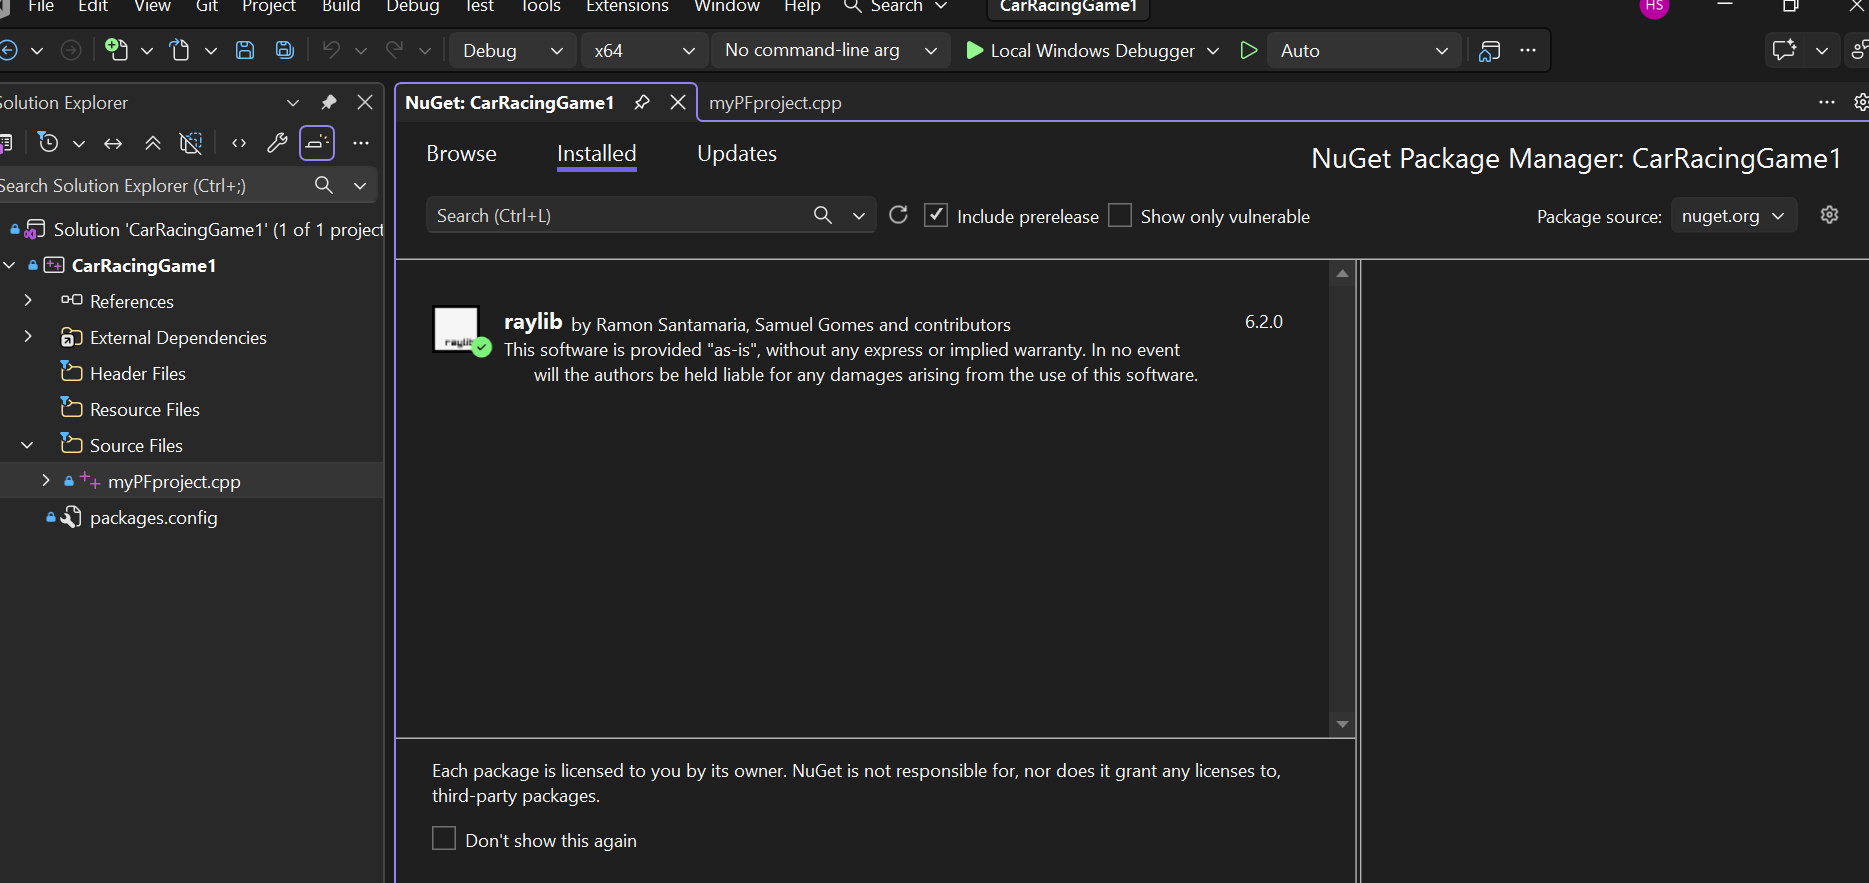 File Edit View Git Project Build Debug Test Tools Extensions Window Help Search CarRacingGame1 HS
Debug x64 No command-line arg Local Windows Debugger Auto
Solution Explorer
NuGet: CarRacingGame1 myPFproject.cpp
Browse Installed Updates
NuGet Package Manager: CarRacingGame1
Search Solution Explorer (Ctrl+;)
Search (Ctrl+L) Include prerelease Show only vulnerable Package source: nuget.org
Solution 'CarRacingGame1' (1 of 1 project
CarRacingGame1
References
External Dependencies
Header Files
Resource Files
Source Files
myPFproject.cpp
packages.config
raylib
raylib by Ramon Santamaria, Samuel Gomes and contributors 6.2.0
This software is provided "as-is", without any express or implied warranty. In no event
will the authors be held liable for any damages arising from the use of this software.
Each package is licensed to you by its owner. NuGet is not responsible for, nor does it grant any licenses to,
third-party packages.
Don't show this again